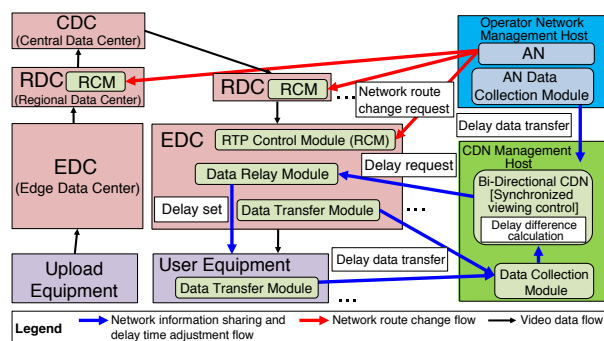 CDC
(Central Data Center)
RDC
RCM
(Regional Data Center)
EDC
(Edge Data Center)
Upload
Equipment
RDC
RCM
...
Network route
change request
EDC
RTP Control Module (RCM)
Data Relay Module
Delay request
Delay set
Data Transfer Module
...
User Equipment
Delay data transfer
Data Transfer Module
...
Operator Network
Management Host
AN
AN Data
Collection Module
Delay data transfer
CDN Management
Host
Bi-Directional CDN
[Synchronized
viewing control]
Delay difference
calculation
Data Collection
Module
Legend
Network information sharing and
delay time adjustment flow
Network route change flow
Video data flow